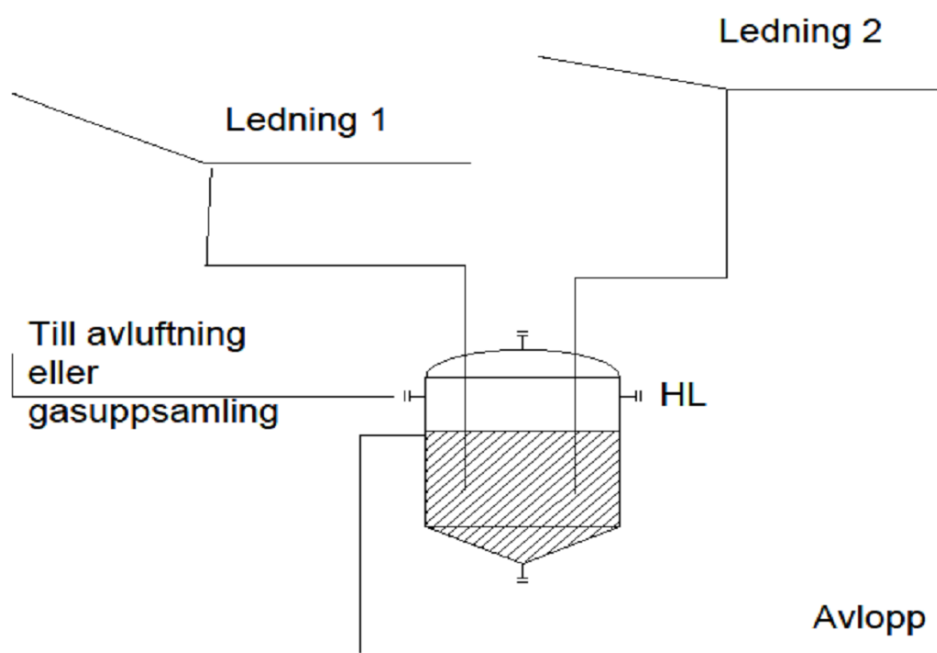 Ledning 2
Ledning 1
Till avluftning
eller
gasuppsamling
HL
Avlopp